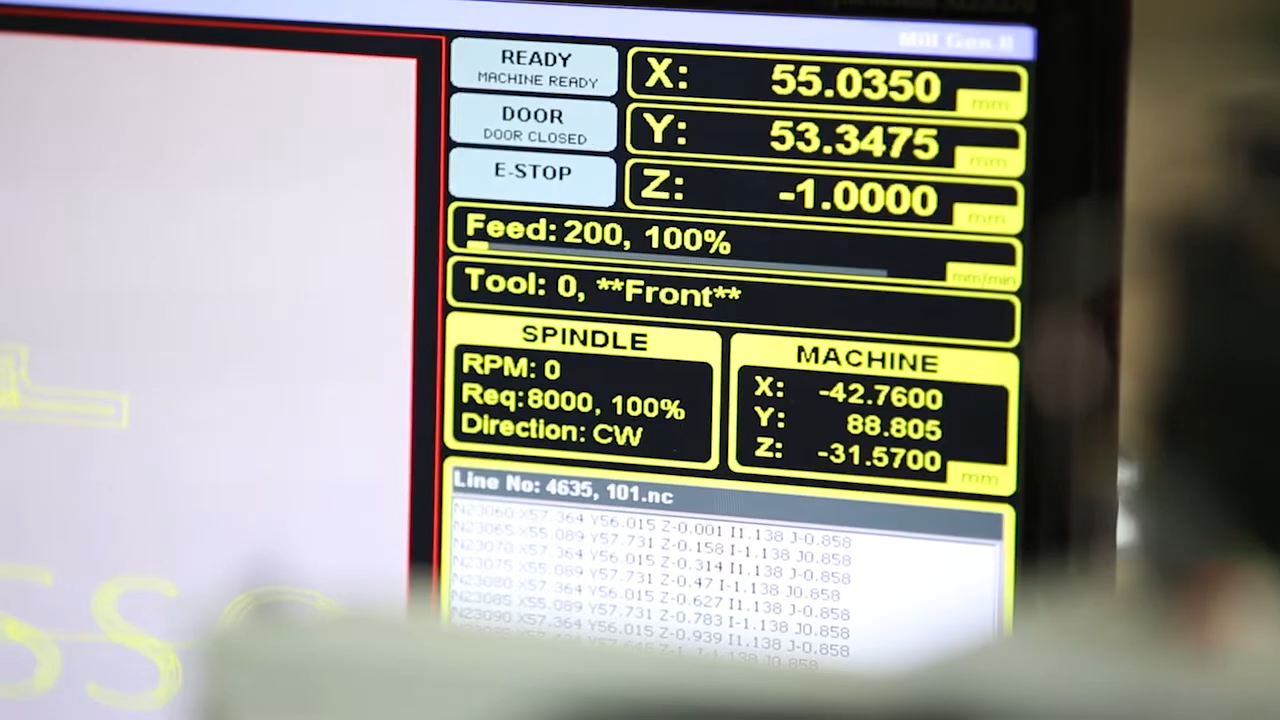 Mill Gen.II
READY
MACHINE READY
DOOR
DOOR CLOSED
E-STOP
X: 55.0350 mm
Y: 53.3475 mm
Z: -1.0000 mm
Feed: 200, 100%
mm/min
Tool: 0, **Front**
SPINDLE
RPM: 0
Req: 8000, 100%
Direction: CW
MACHINE
X: -42.7600
Y: 88.805
Z: -31.5700
mm
Line No: 4635, 101.nc
N23060 X57.364 Y56.015 Z-0.001 I1.138 J-0.858
N23065 X55.089 Y57.731 Z-0.158 I-1.138 J0.858
N23070 X57.364 Y56.015 Z-0.314 I1.138 J-0.858
N23075 X55.089 Y57.731 Z-0.47 I-1.138 J0.858
N23080 X57.364 Y56.015 Z-0.627 I1.138 J-0.858
N23085 X55.089 Y57.731 Z-0.783 I-1.138 J0.858
N23090 X57.364 Y56.015 Z-0.939 I1.138 J-0.858
J0.858
SS